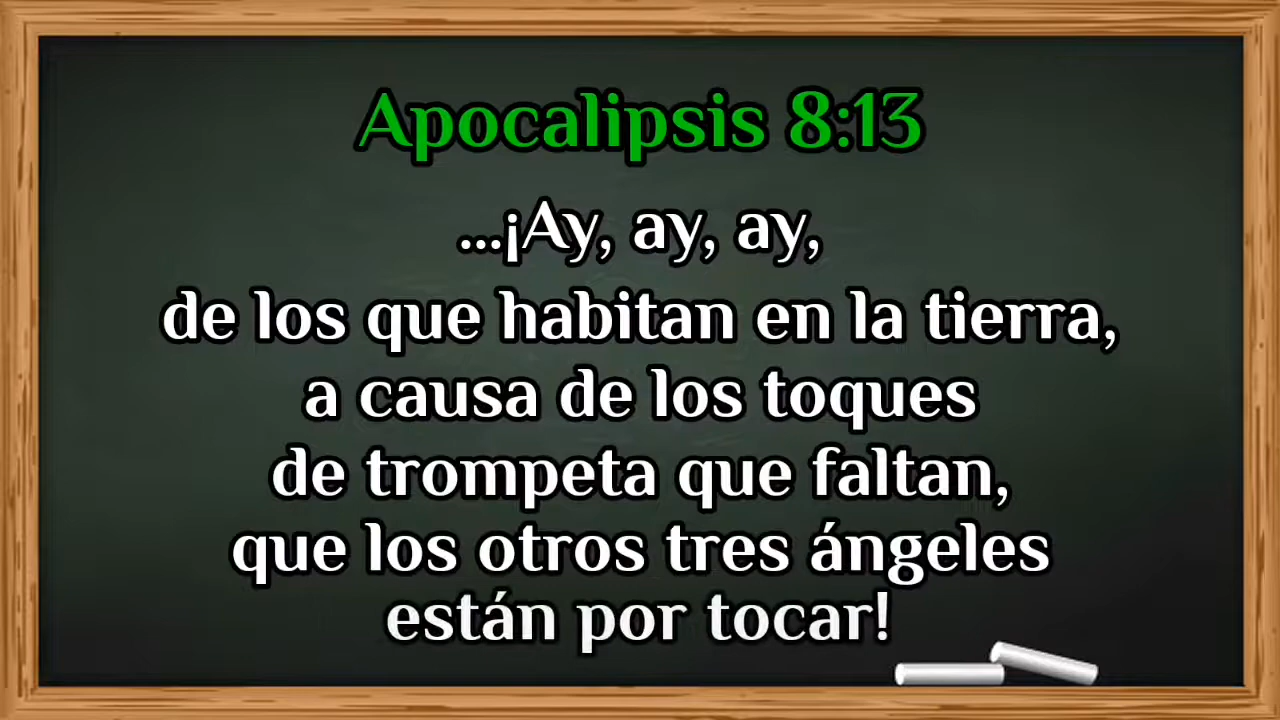 Apocalipsis 8:13
...¡Ay, ay, ay,
de los que habitan en la tierra,
a causa de los toques
de trompeta que faltan,
que los otros tres ángeles
están por tocar!